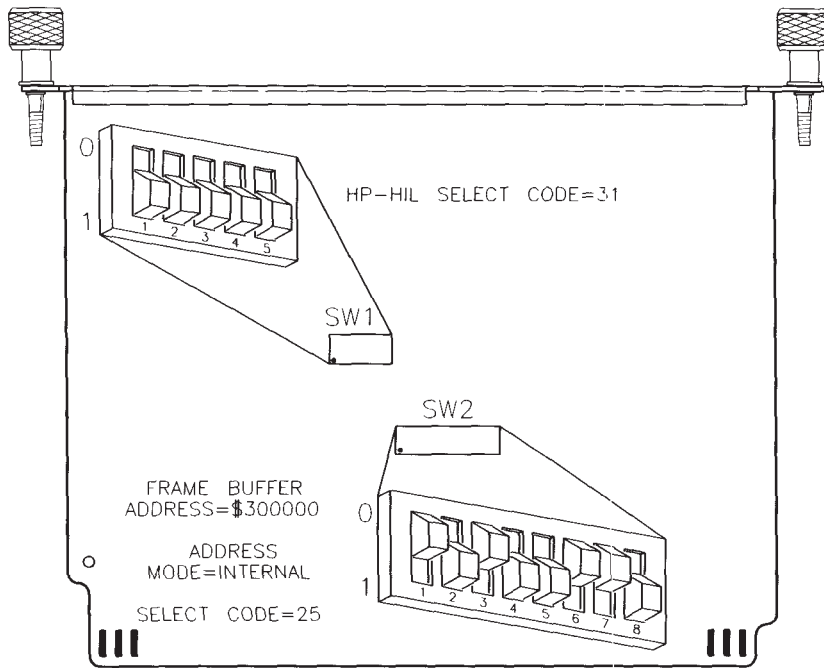 0
1
1 2 3 4 5
HP-HIL SELECT CODE=31
SW1
SW2
FRAME BUFFER
ADDRESS=$300000
ADDRESS
MODE=INTERNAL
SELECT CODE=25
0
1
1 2 3 4 5 6 7 8